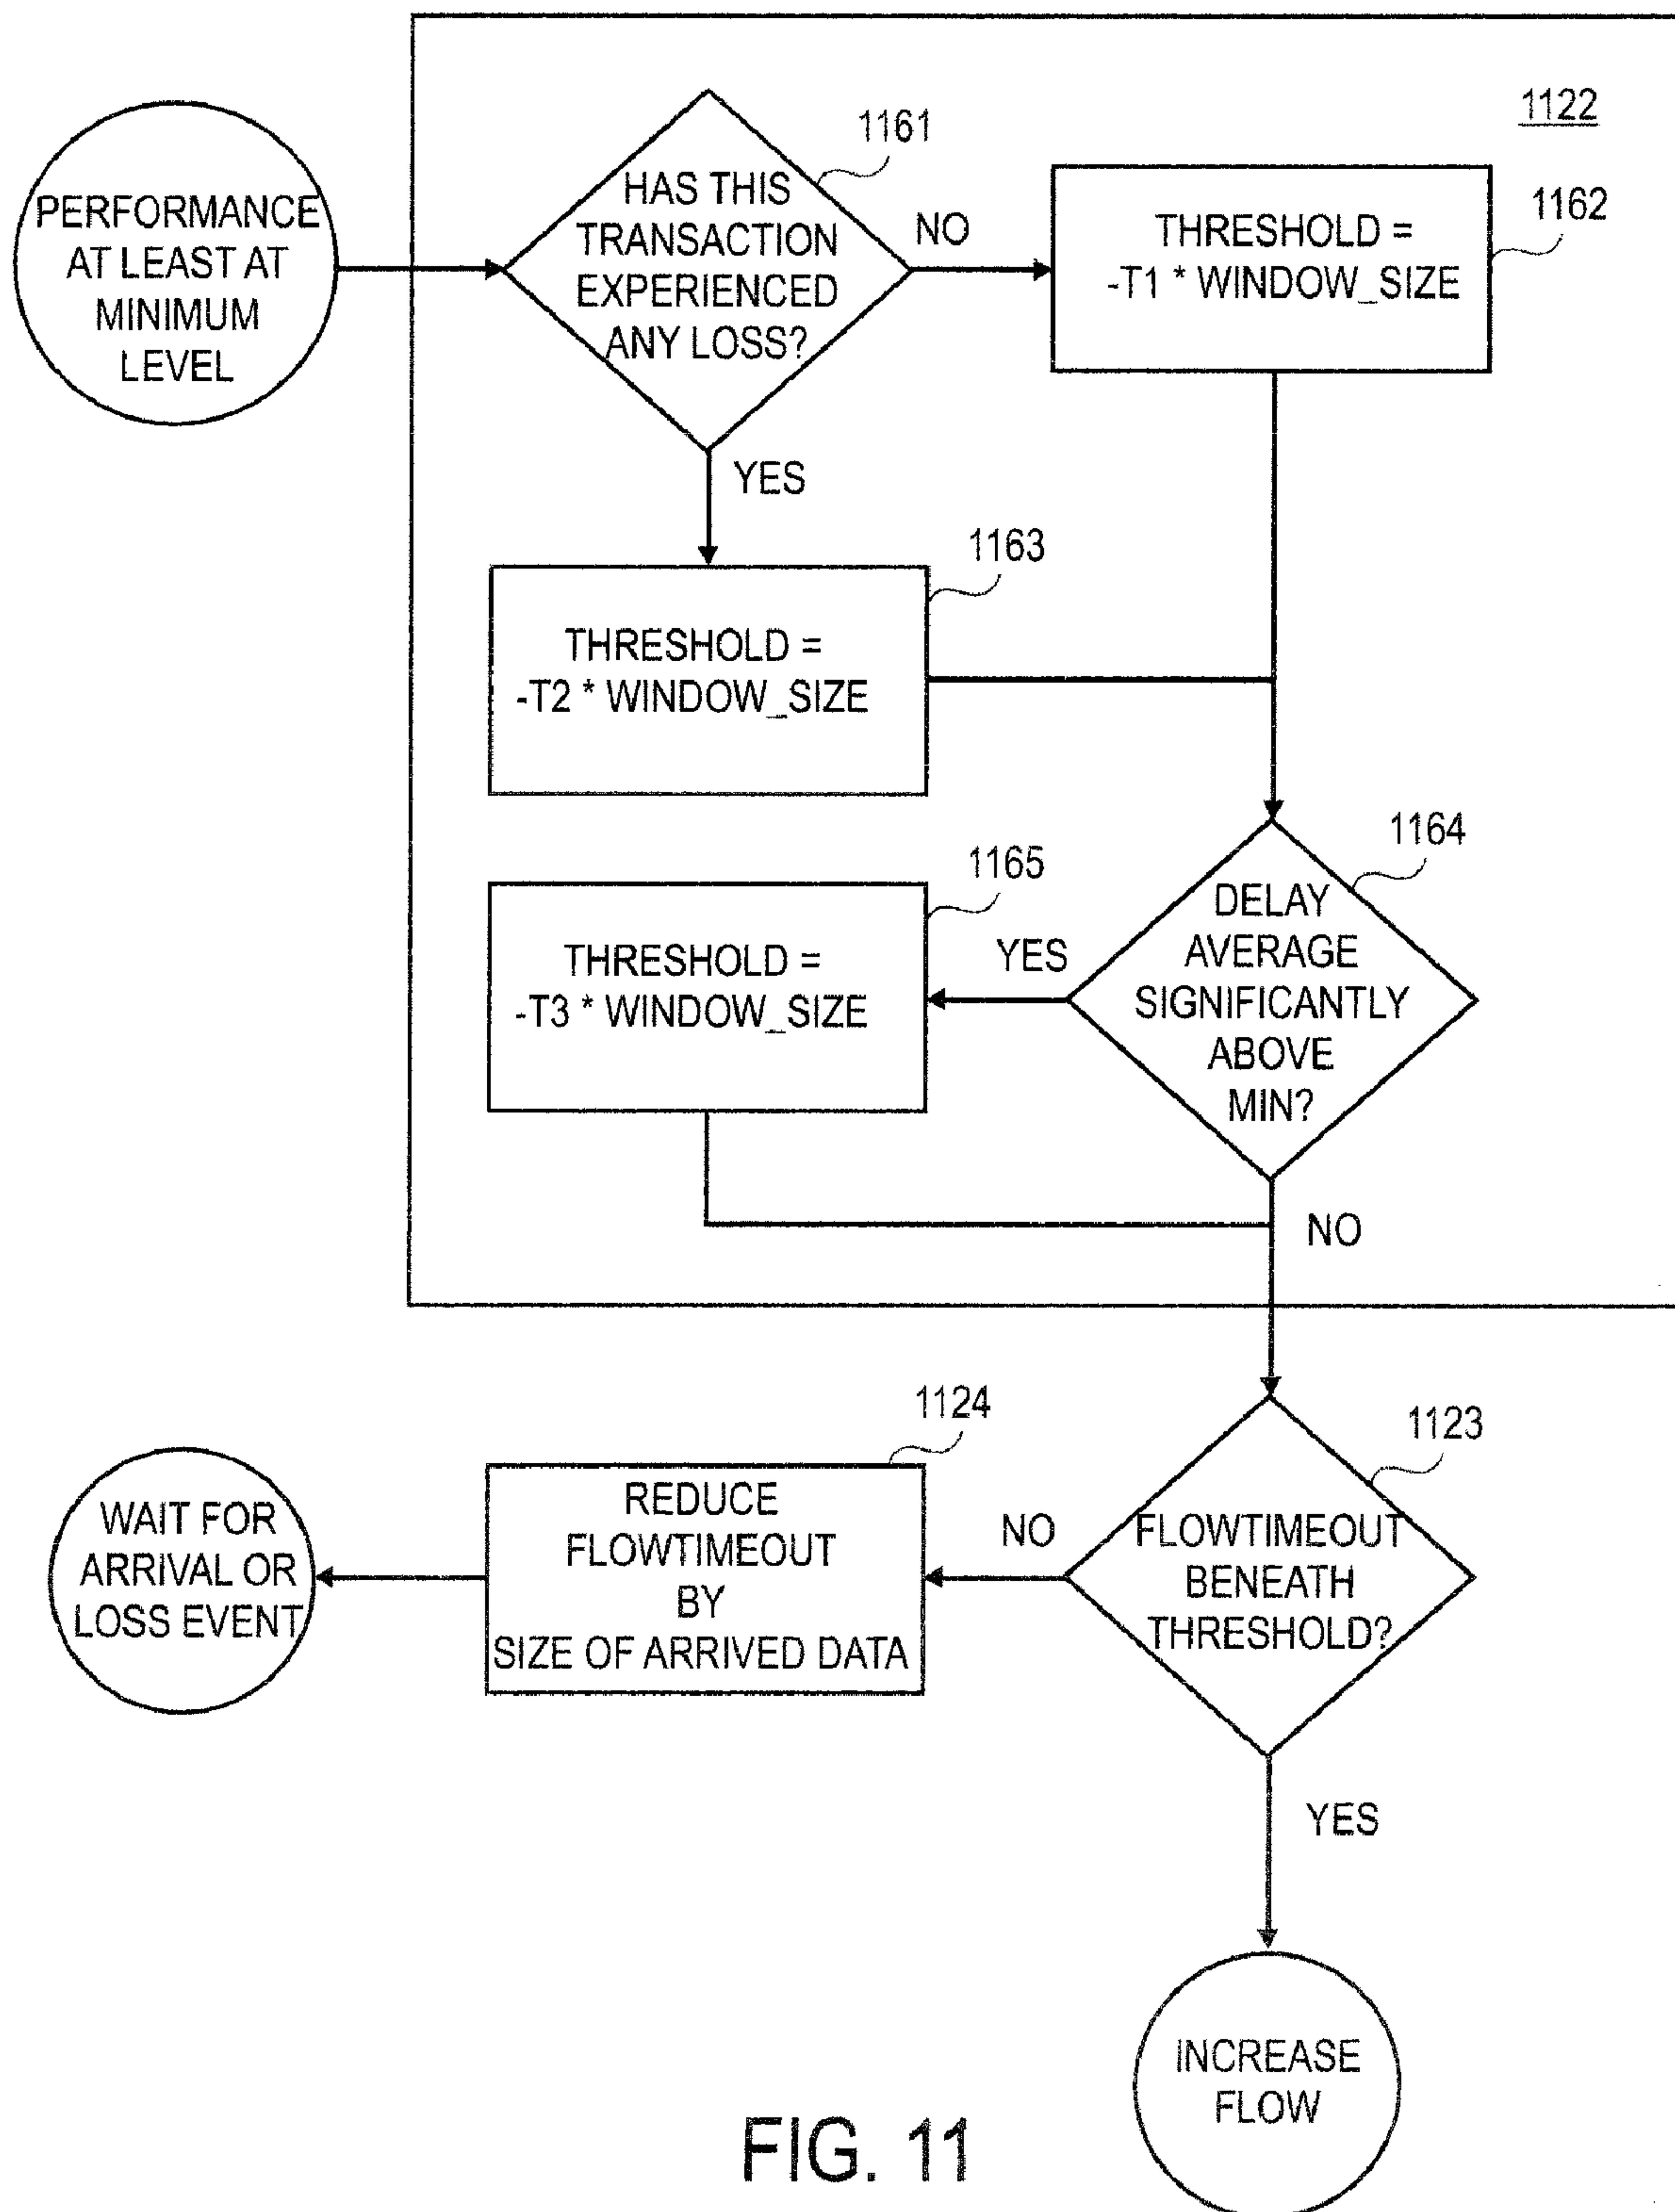 1122
PERFORMANCE
AT LEAST AT
MINIMUM
LEVEL
1161
HAS THIS
TRANSACTION
EXPERIENCED
ANY LOSS?
NO
1162
THRESHOLD =
-T1 * WINDOW_SIZE
YES
1163
THRESHOLD =
-T2 * WINDOW_SIZE
1164
DELAY
AVERAGE
SIGNIFICANTLY
ABOVE
MIN?
YES
1165
THRESHOLD =
-T3 * WINDOW_SIZE
NO
1123
FLOWTIMEOUT
BENEATH
THRESHOLD?
NO
1124
REDUCE
FLOWTIMEOUT
BY
SIZE OF ARRIVED DATA
WAIT FOR
ARRIVAL OR
LOSS EVENT
YES
INCREASE
FLOW
FIG. 11